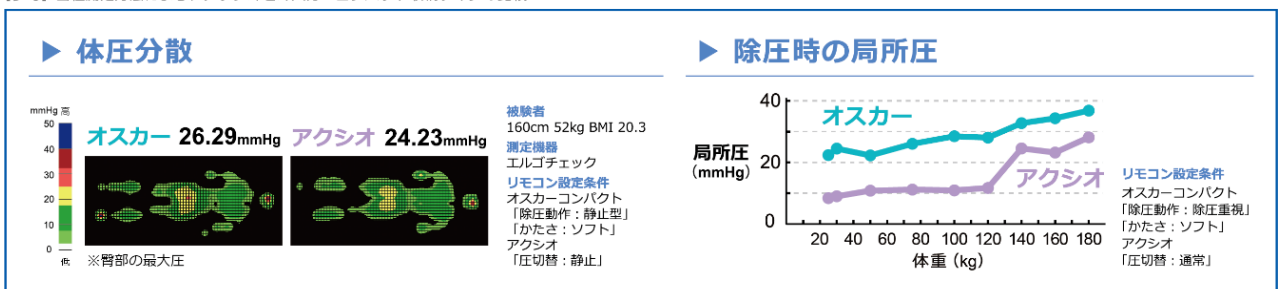 ▶ 体圧分散
mmHg 高
50
40
30
20
10
0
低
オスカー 26.29mmHg
アクシオ 24.23mmHg
※臀部の最大圧
被験者
160cm 52kg BMI 20.3
測定機器
エルゴチェック
リモコン設定条件
オスカーコンパクト
「除圧動作：静止型」
「かたさ：ソフト」
アクシオ
「圧切替：静止」
▶ 除圧時の局所圧
局所圧
(mmHg)
40
20
0
オスカー
アクシオ
20 40 60 80 100 120 140 160 180
体重（kg）
リモコン設定条件
オスカーコンパクト
「除圧動作：除圧重視」
「かたさ：ソフト」
アクシオ
「圧切替：通常」